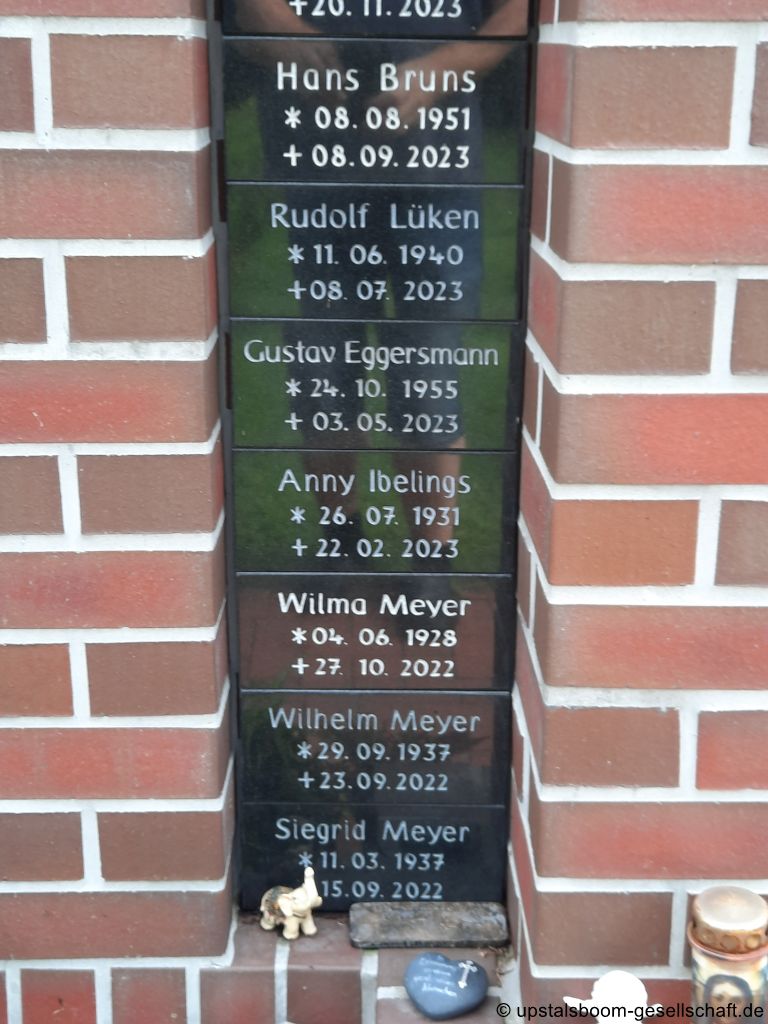 +20.11.2023
Hans Bruns
* 08.08.1951
+ 08.09.2023
Rudolf Lüken
* 11. 06. 1940
+08. 07. 2023
Gustav Eggersmann
*24. 10. 1955
+ 03. 05. 2023
Anny Ibelings
* 26. 07. 1931
+ 22. 02. 2023
Wilma Meyer
*04. 06. 1928
+27. 10. 2022
Wilhelm Meyer
*29. 09. 1937
+23.09.2022
Siegrid Meyer
*11. 03. 1937
15.09. 2022
© upstalsboom-gesellschaft.de